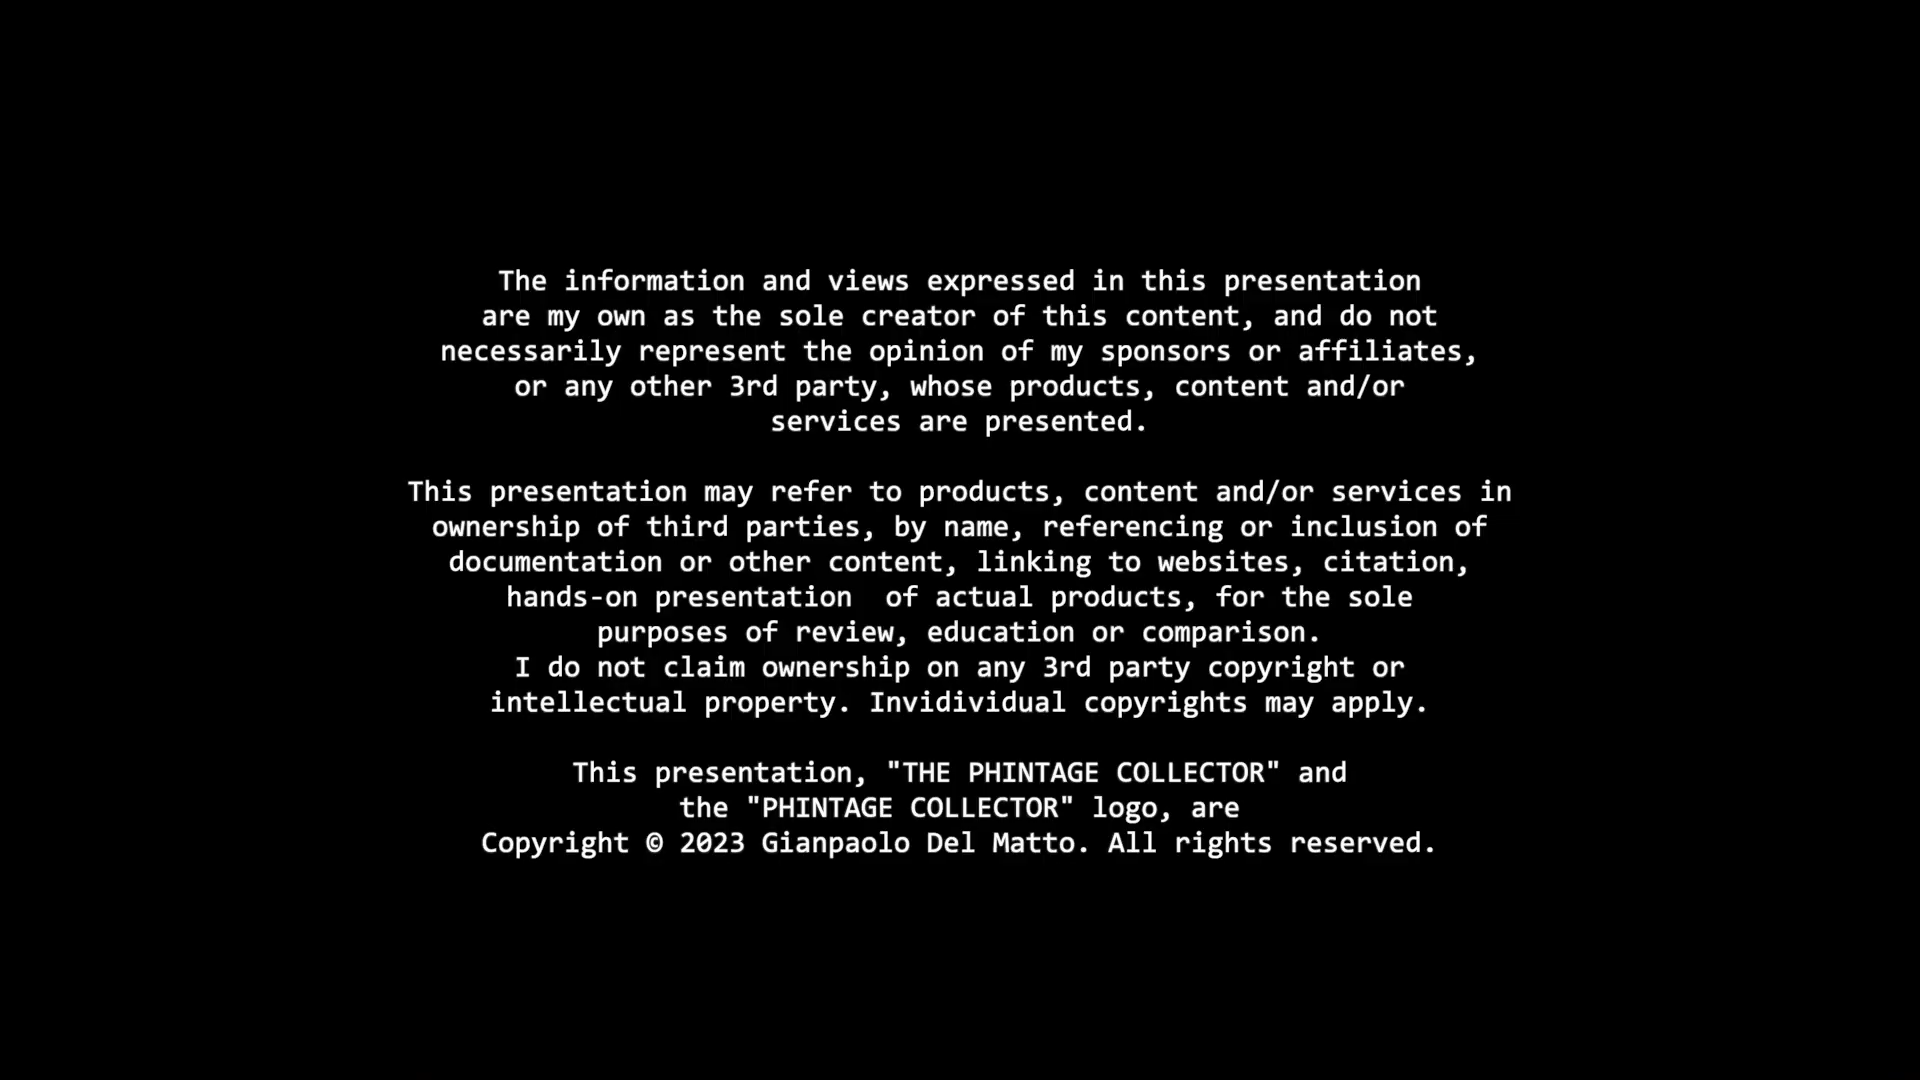 The information and views expressed in this presentation
are my own as the sole creator of this content, and do not
necessarily represent the opinion of my sponsors or affiliates,
or any other 3rd party, whose products, content and/or
services are presented.
This presentation may refer to products, content and/or services in
ownership of third parties, by name, referencing or inclusion of
documentation or other content, linking to websites, citation,
hands-on presentation  of actual products, for the sole
purposes of review, education or comparison.
I do not claim ownership on any 3rd party copyright or
intellectual property. Invidividual copyrights may apply.
This presentation, "THE PHINTAGE COLLECTOR" and
the "PHINTAGE COLLECTOR" logo, are
Copyright © 2023 Gianpaolo Del Matto. All rights reserved.